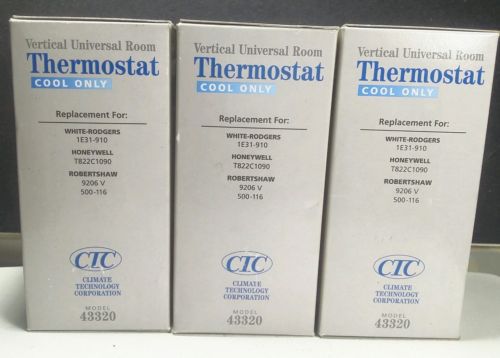 Vertical Universal Room
Thermostat
COOL ONLY
Replacement For:
WHITE-RODGERS
1E31-910
HONEYWELL
T822C1090
ROBERTSHAW
9206 V
500-116
CTC
CLIMATE
TECHNOLOGY
CORPORATION
MODEL
43320
Vertical Universal Room
Thermostat
COOL ONLY
Replacement For:
WHITE-RODGERS
1E31-910
HONEYWELL
T822C1090
ROBERTSHAW
9206 V
500-116
CTC
CLIMATE
TECHNOLOGY
CORPORATION
MODEL
43320
Vertical Universal Room
Thermostat
COOL ONLY
Replacement For:
WHITE-RODGERS
1E31-910
HONEYWELL
T822C1090
ROBERTSHAW
9206 V
500-116
CTC
CLIMATE
TECHNOLOGY
CORPORATION
MODEL
43320